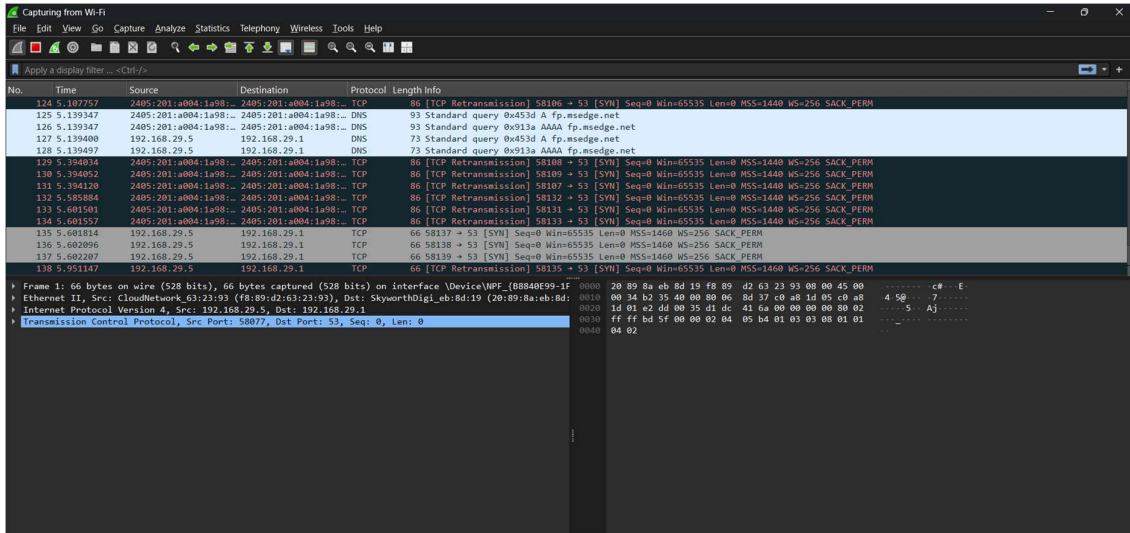 Capturing from Wi-Fi
File Edit View Go Capture Analyze Statistics Telephony Wireless Tools Help
Apply a display filter ... <Ctrl-/>
No. Time Source Destination Protocol Length Info
124 5.107757 2405:201:a004:1a98:… 2405:201:a004:1a98:… TCP 86 [TCP Retransmission] 58106 → 53 [SYN] Seq=0 Win=65535 Len=0 MSS=1440 WS=256 SACK_PERM
125 5.139347 2405:201:a004:1a98:… 2405:201:a004:1a98:… DNS 93 Standard query 0x453d A fp.msedge.net
126 5.139347 2405:201:a004:1a98:… 2405:201:a004:1a98:… DNS 93 Standard query 0x913a AAAA fp.msedge.net
127 5.139400 192.168.29.5 192.168.29.1 DNS 73 Standard query 0x453d A fp.msedge.net
128 5.139497 192.168.29.5 192.168.29.1 DNS 73 Standard query 0x913a AAAA fp.msedge.net
129 5.394034 2405:201:a004:1a98:… 2405:201:a004:1a98:… TCP 86 [TCP Retransmission] 58108 → 53 [SYN] Seq=0 Win=65535 Len=0 MSS=1440 WS=256 SACK_PERM
130 5.394052 2405:201:a004:1a98:… 2405:201:a004:1a98:… TCP 86 [TCP Retransmission] 58109 → 53 [SYN] Seq=0 Win=65535 Len=0 MSS=1440 WS=256 SACK_PERM
131 5.394120 2405:201:a004:1a98:… 2405:201:a004:1a98:… TCP 86 [TCP Retransmission] 58107 → 53 [SYN] Seq=0 Win=65535 Len=0 MSS=1440 WS=256 SACK_PERM
132 5.585884 2405:201:a004:1a98:… 2405:201:a004:1a98:… TCP 86 [TCP Retransmission] 58132 → 53 [SYN] Seq=0 Win=65535 Len=0 MSS=1440 WS=256 SACK_PERM
133 5.601501 2405:201:a004:1a98:… 2405:201:a004:1a98:… TCP 86 [TCP Retransmission] 58131 → 53 [SYN] Seq=0 Win=65535 Len=0 MSS=1440 WS=256 SACK_PERM
134 5.601557 2405:201:a004:1a98:… 2405:201:a004:1a98:… TCP 86 [TCP Retransmission] 58133 → 53 [SYN] Seq=0 Win=65535 Len=0 MSS=1440 WS=256 SACK_PERM
135 5.601814 192.168.29.5 192.168.29.1 TCP 66 58137 → 53 [SYN] Seq=0 Win=65535 Len=0 MSS=1460 WS=256 SACK_PERM
136 5.602096 192.168.29.5 192.168.29.1 TCP 66 58138 → 53 [SYN] Seq=0 Win=65535 Len=0 MSS=1460 WS=256 SACK_PERM
137 5.602207 192.168.29.5 192.168.29.1 TCP 66 58139 → 53 [SYN] Seq=0 Win=65535 Len=0 MSS=1460 WS=256 SACK_PERM
138 5.951147 192.168.29.5 192.168.29.1 TCP 66 [TCP Retransmission] 58135 → 53 [SYN] Seq=0 Win=65535 Len=0 MSS=1460 WS=256 SACK_PERM
Frame 1: 66 bytes on wire (528 bits), 66 bytes captured (528 bits) on interface \Device\NPF_{B8840E99-1F
Ethernet II, Src: CloudNetwork_63:23:93 (f8:89:d2:63:23:93), Dst: SkyworthDigi_eb:8d:19 (20:89:8a:eb:8d:
Internet Protocol Version 4, Src: 192.168.29.5, Dst: 192.168.29.1
Transmission Control Protocol, Src Port: 58077, Dst Port: 53, Seq: 0, Len: 0
0000 20 89 8a eb 8d 19 f8 89 d2 63 23 93 08 00 45 00 ········ ·c#···E·
0010 00 34 b2 35 40 00 80 06 8d 37 c0 a8 1d 05 c0 a8 ·4·5@··· ·7······
0020 1d 01 e2 dd 00 35 d1 dc 41 6a 00 00 00 00 80 02 ·····5·· Aj······
0030 ff ff bd 5f 00 00 02 04 05 b4 01 03 03 08 01 01 ···_···· ········
0040 04 02 ··